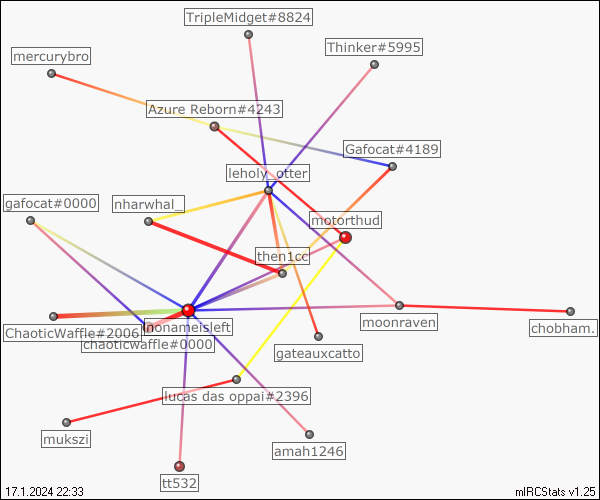 TripleMidget#8824
Thinker#5995
mercurybro
Azure Reborn#4243
Gafocat#4189
leholy_otter
gafocat#0000
nharwhal_
motorthud
then1cc
nonameisleft
moonraven
ChaoticWaffle#2006
chobham.
chaoticwaffle#0000
gateauxcatto
lucas das oppai#2396
mukszi
amah1246
tt532
17.1.2024 22:33
mIRCStats v1.25